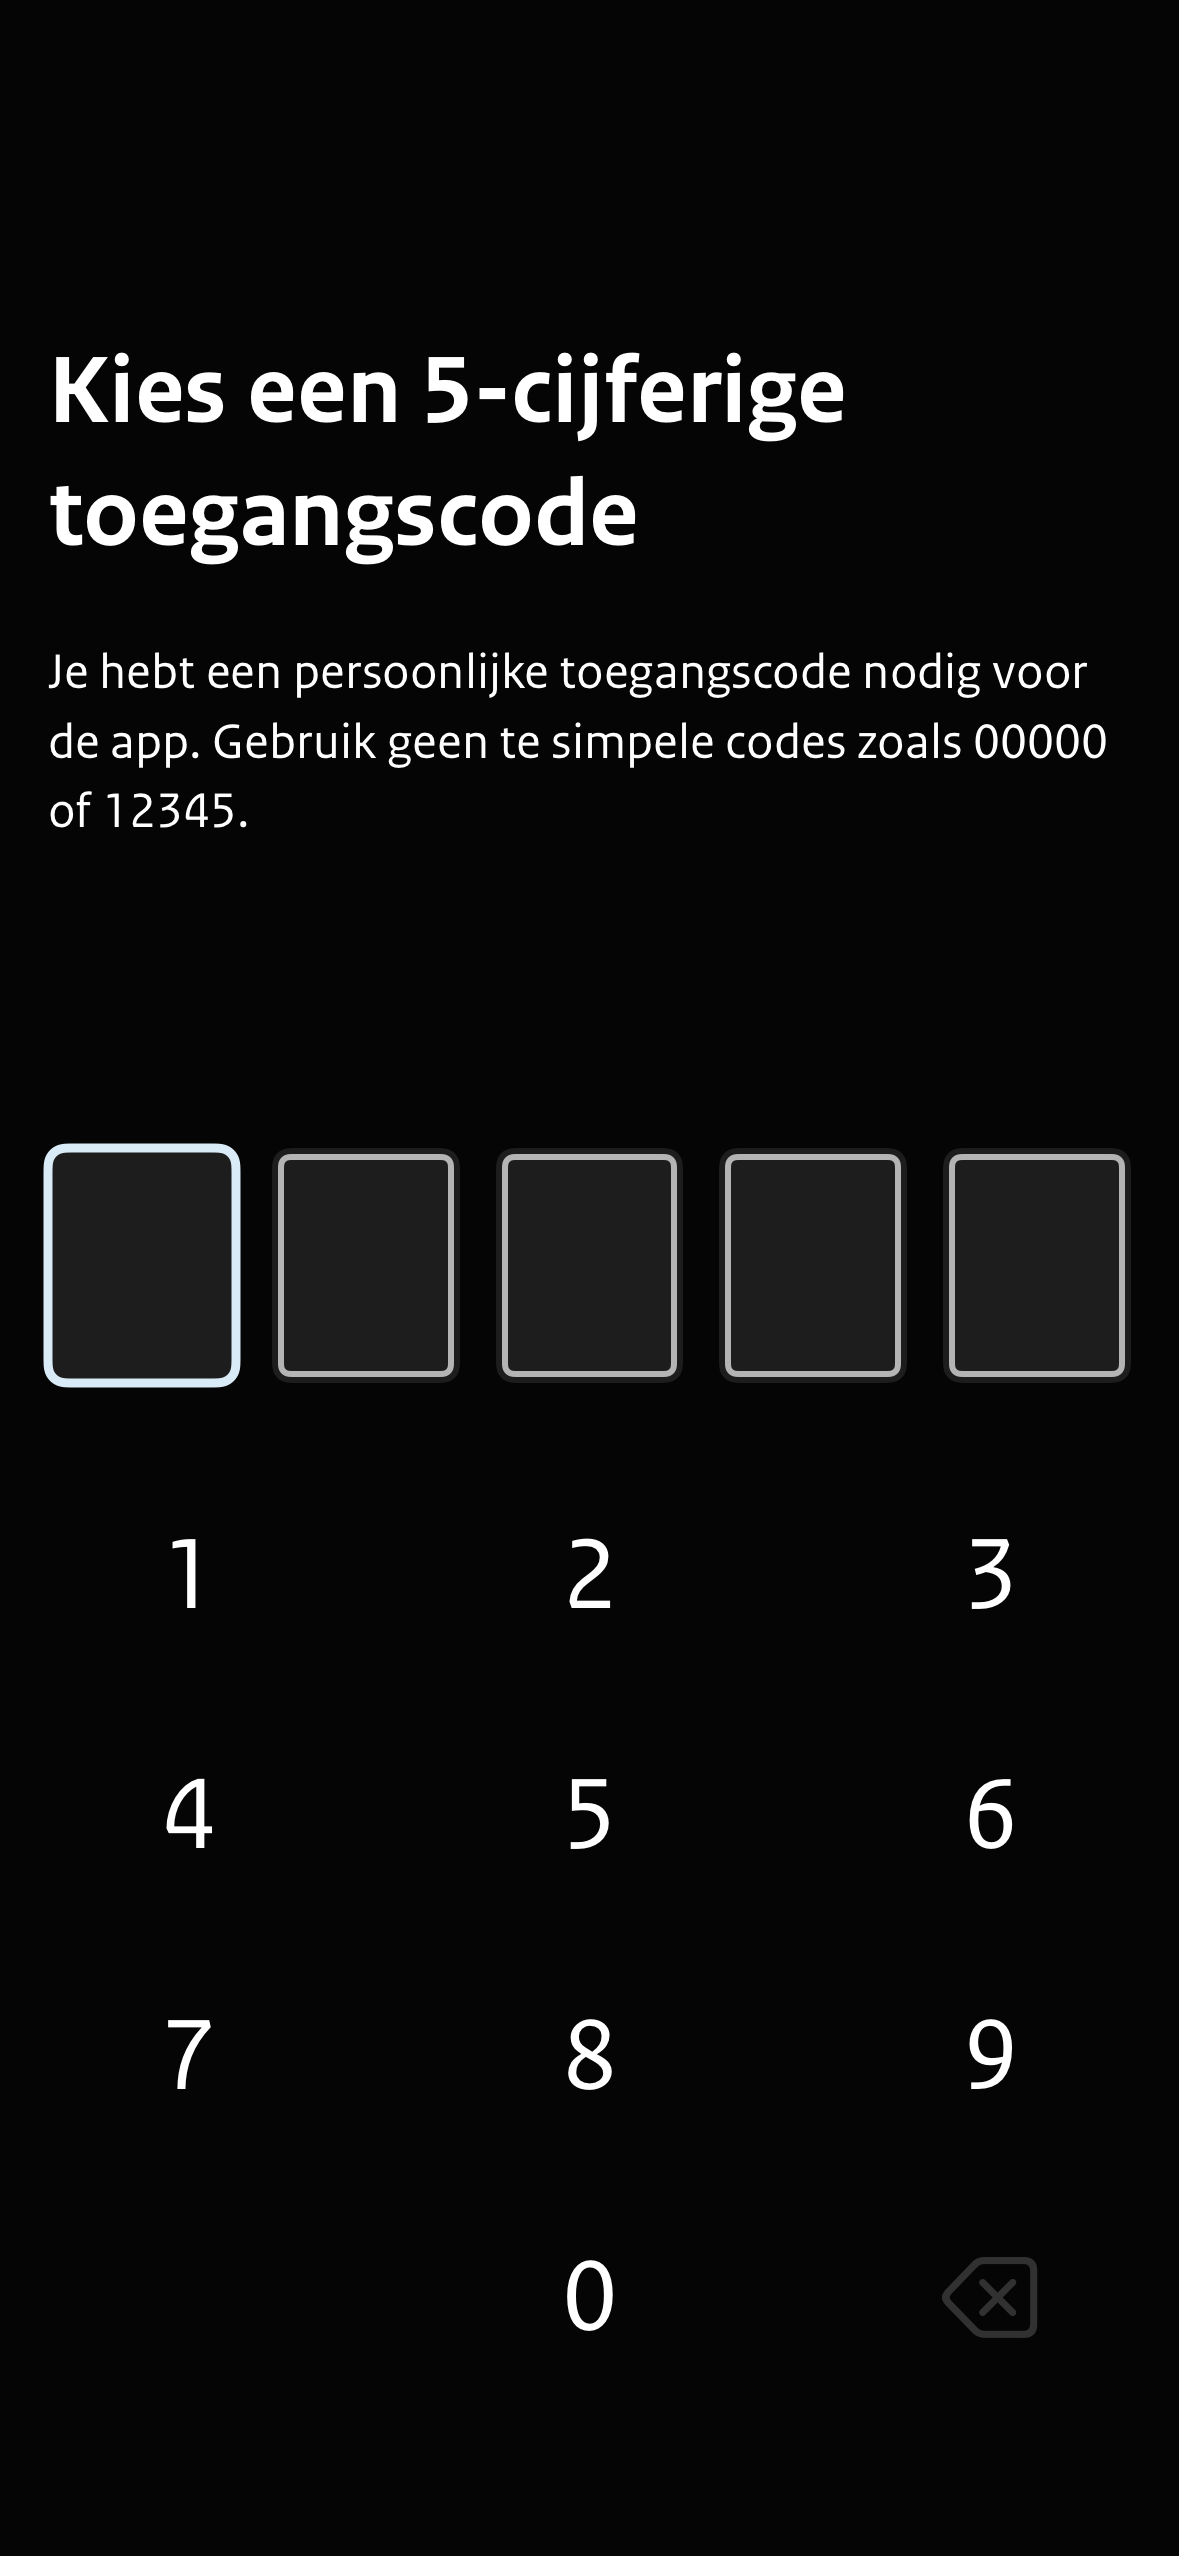 Kies een 5-cijferige
toegangscode
Je hebt een persoonlijke toegangscode nodig voor
de app. Gebruik geen te simpele codes zoals 00000
of 12345.
1 2 3
4 5 6
7 8 9
0